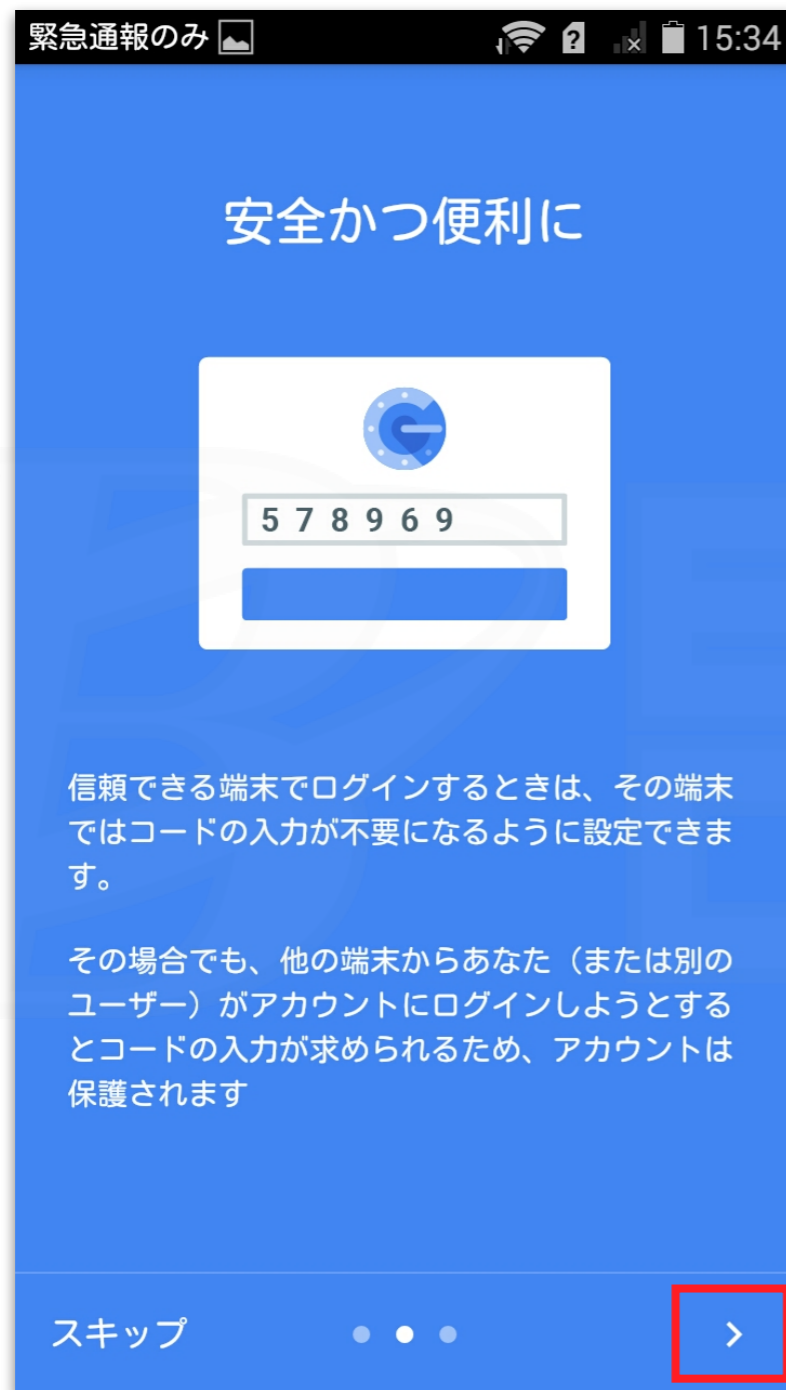 緊急通報のみ 15:34
安全かつ便利に
5 7 8 9 6 9
信頼できる端末でログインするときは、その端末
ではコードの入力が不要になるように設定できま
す。
その場合でも、他の端末からあなた（または別の
ユーザー）がアカウントにログインしようとする
とコードの入力が求められるため、アカウントは
保護されます
スキップ